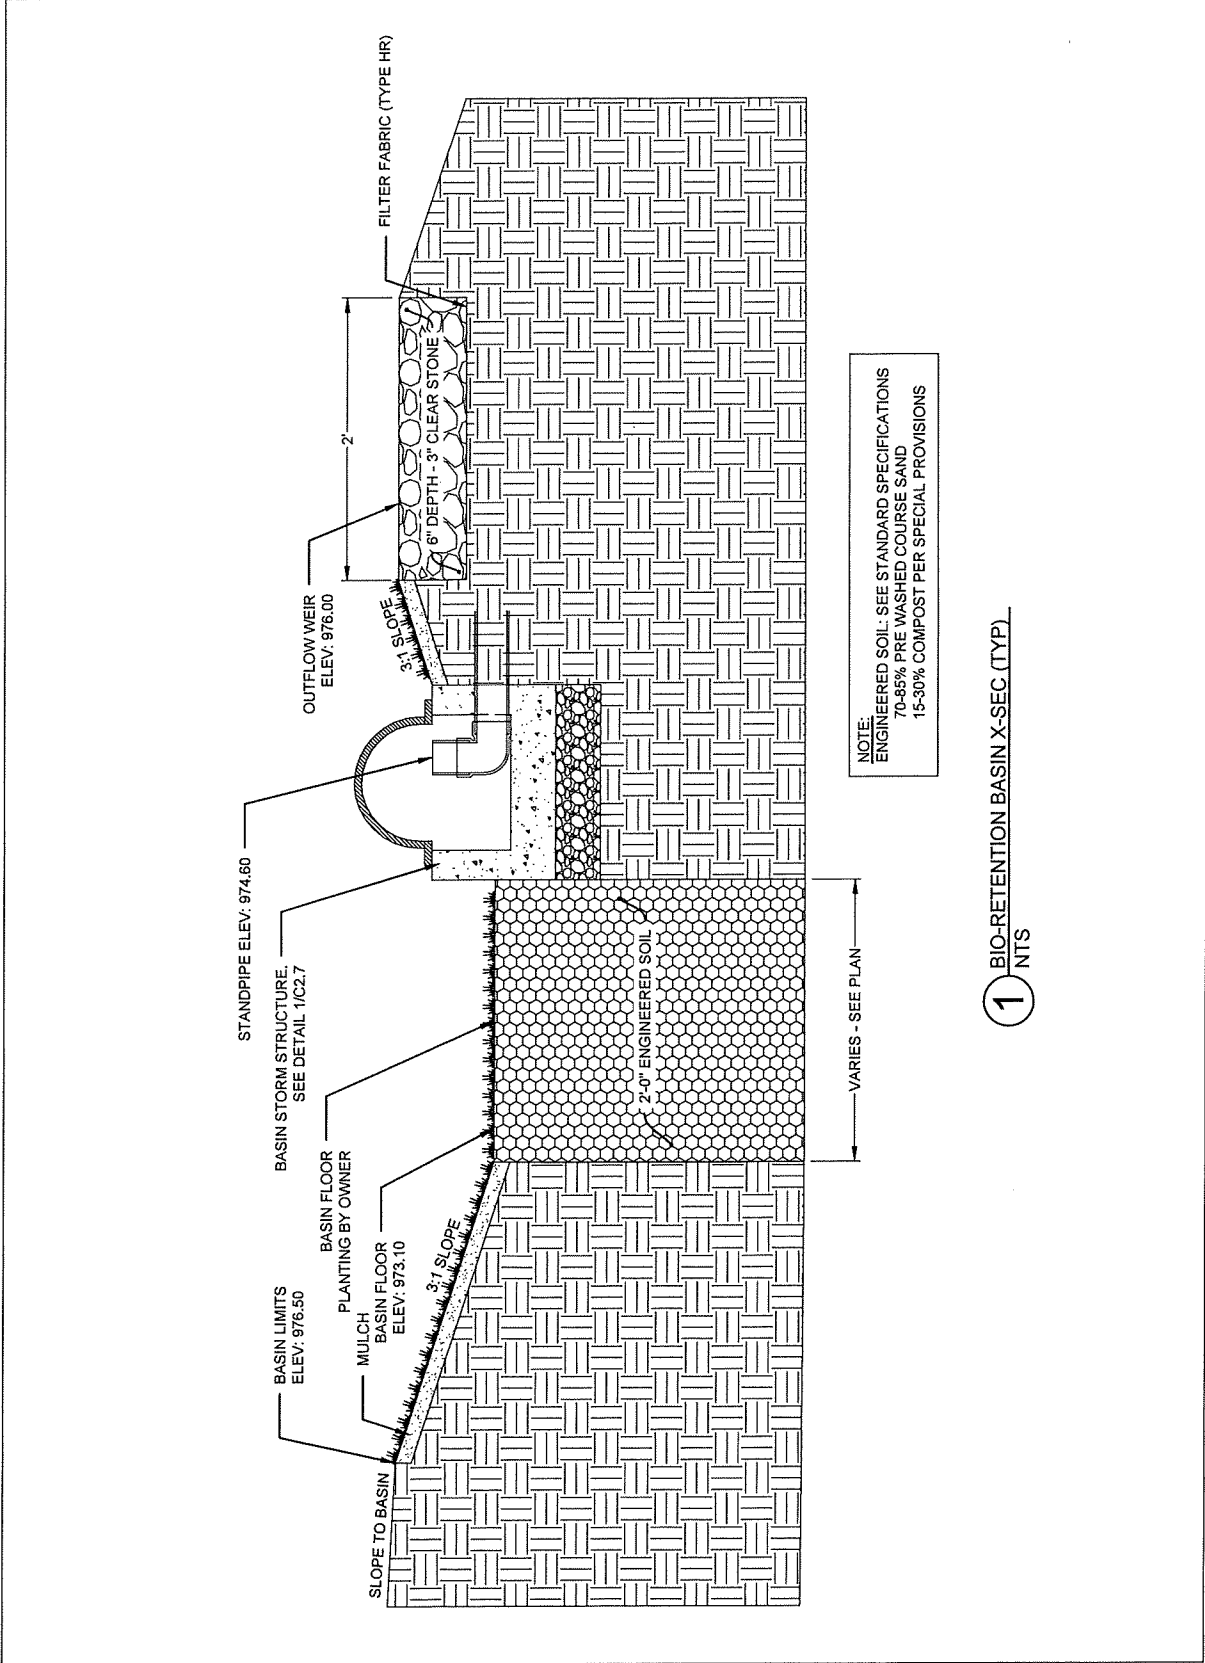 SLOPE TO BASIN
BASIN LIMITS
ELEV: 976.50
MULCH
3:1 SLOPE
BASIN FLOOR
ELEV: 973.10
BASIN FLOOR
PLANTING BY OWNER
BASIN STORM STRUCTURE.
SEE DETAIL 1/C2.7
STANDPIPE ELEV: 974.60
OUTFLOW WEIR
ELEV: 976.00
3:1 SLOPE
2'
6" DEPTH - 3" CLEAR STONE
FILTER FABRIC (TYPE HR)
2'-0" ENGINEERED SOIL
VARIES - SEE PLAN
NOTE:
ENGINEERED SOIL: SEE STANDARD SPECIFICATIONS
70-85% PRE WASHED COURSE SAND
15-30% COMPOST PER SPECIAL PROVISIONS
1 BIO-RETENTION BASIN X-SEC (TYP)
NTS